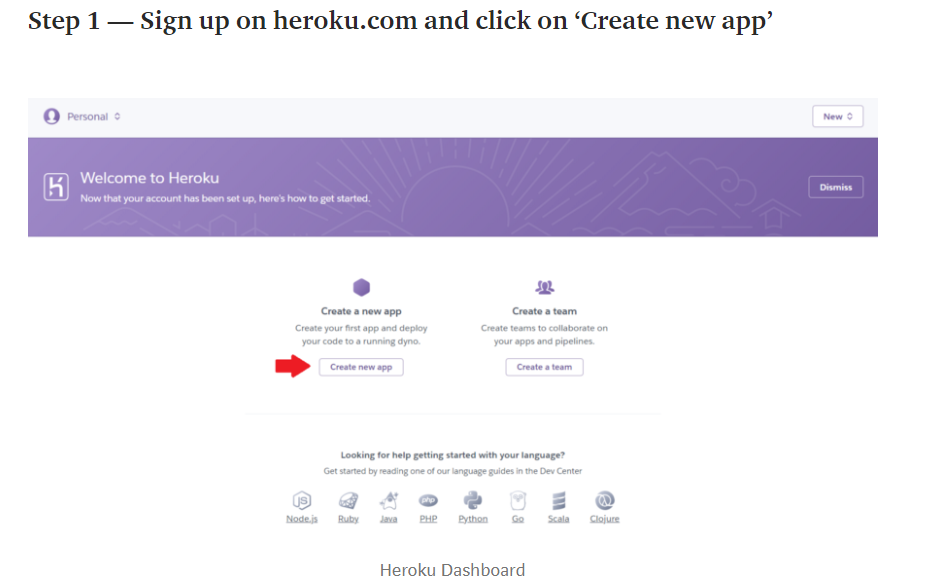 Step 1 — Sign up on heroku.com and click on ‘Create new app’
Personal
New
Welcome to Heroku
Now that your account has been set up, here's how to get started.
Dismiss
Create a new app
Create your first app and deploy
your code to a running dyno.
Create new app
Create a team
Create teams to collaborate on
your apps and pipelines.
Create a team
Looking for help getting started with your language?
Get started by reading one of our language guides in the Dev Center
JS
php
Node.js Ruby Java PHP Python Go Scala Clojure
Heroku Dashboard